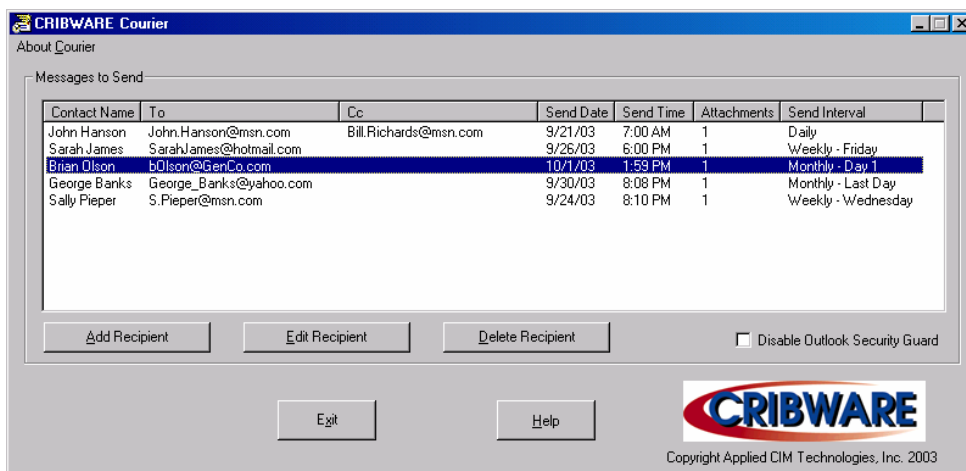 CRIBWARE Courier
About Courier
Messages to Send
Contact Name To Cc Send Date Send Time Attachments Send Interval
John Hanson John.Hanson@msn.com Bill.Richards@msn.com 9/21/03 7:00 AM 1 Daily
Sarah James SarahJames@hotmail.com 9/26/03 6:00 PM 1 Weekly - Friday
Brian Olson bOlson@GenCo.com 10/1/03 1:59 PM 1 Monthly - Day 1
George Banks George_Banks@yahoo.com 9/30/03 8:08 PM 1 Monthly - Last Day
Sally Pieper S.Pieper@msn.com 9/24/03 8:10 PM 1 Weekly - Wednesday
Add Recipient Edit Recipient Delete Recipient Disable Outlook Security Guard
Exit Help CRIBWARE
Copyright Applied CIM Technologies, Inc. 2003